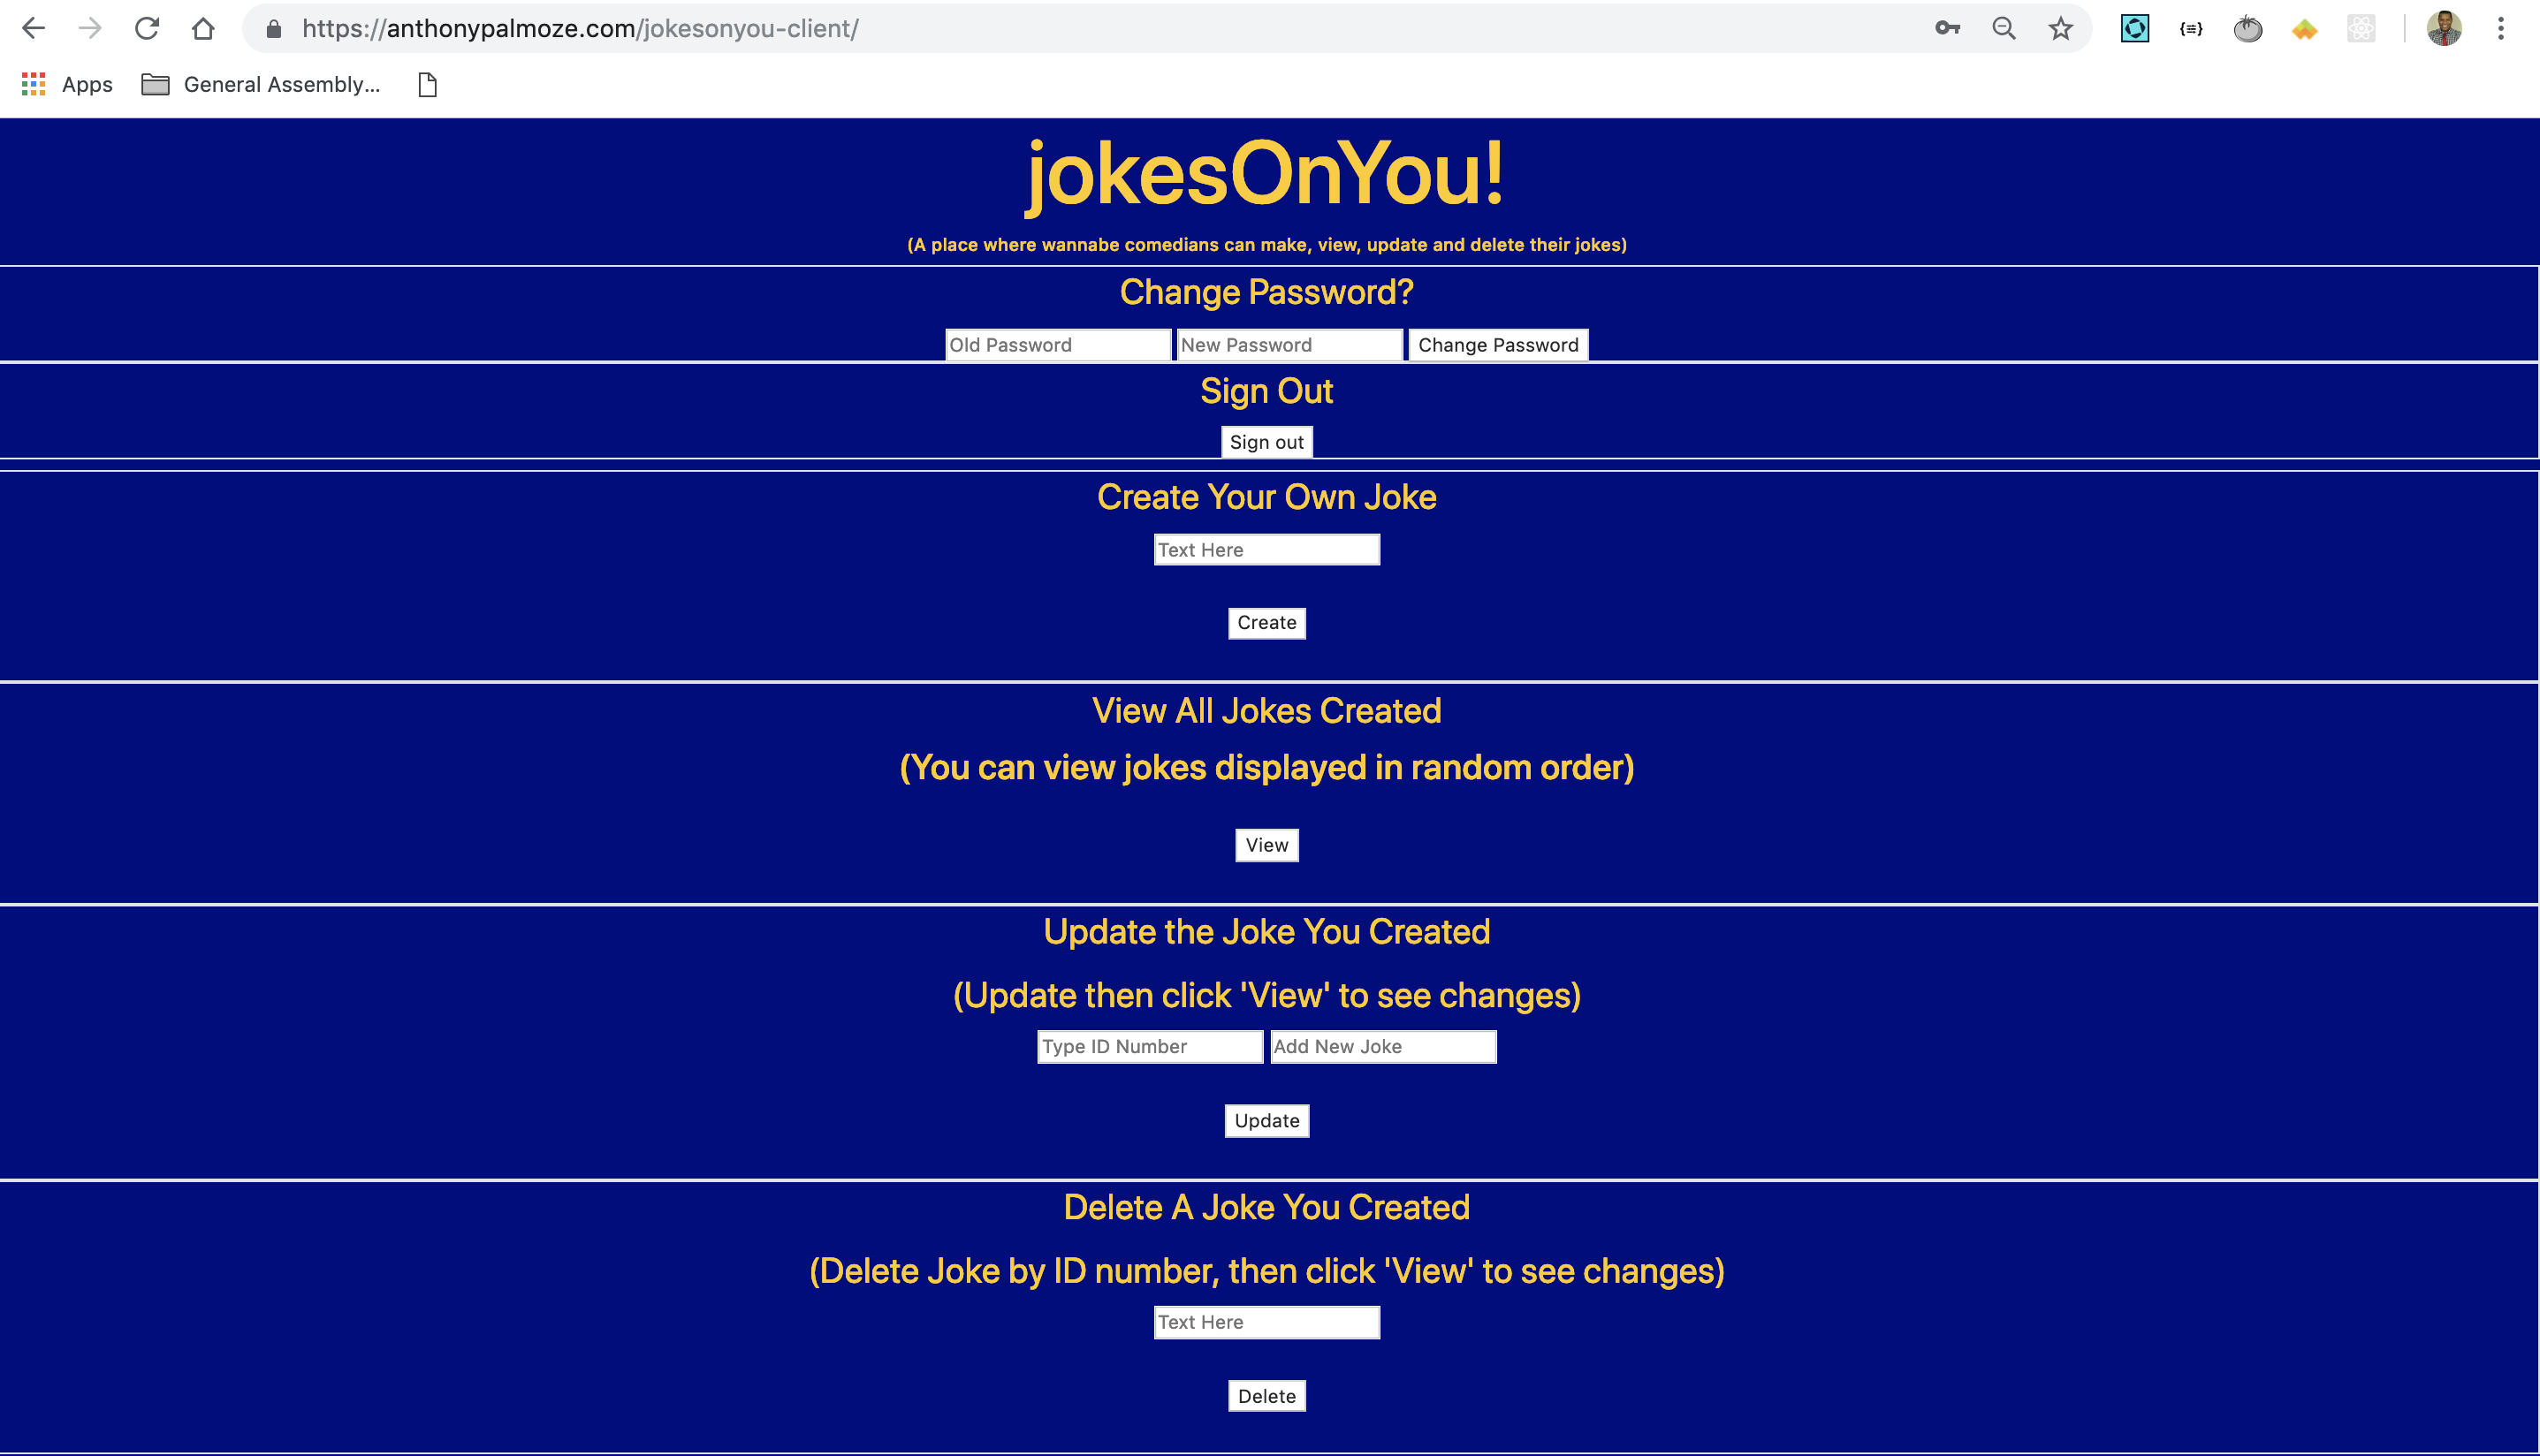 https://anthonypalmoze.com/jokesonyou-client/
Apps General Assembly...
jokesOnYou!
(A place where wannabe comedians can make, view, update and delete their jokes)
Change Password?
Old Password New Password Change Password
Sign Out
Sign out
Create Your Own Joke
Text Here
Create
View All Jokes Created
(You can view jokes displayed in random order)
View
Update the Joke You Created
(Update then click 'View' to see changes)
Type ID Number Add New Joke
Update
Delete A Joke You Created
(Delete Joke by ID number, then click 'View' to see changes)
Text Here
Delete